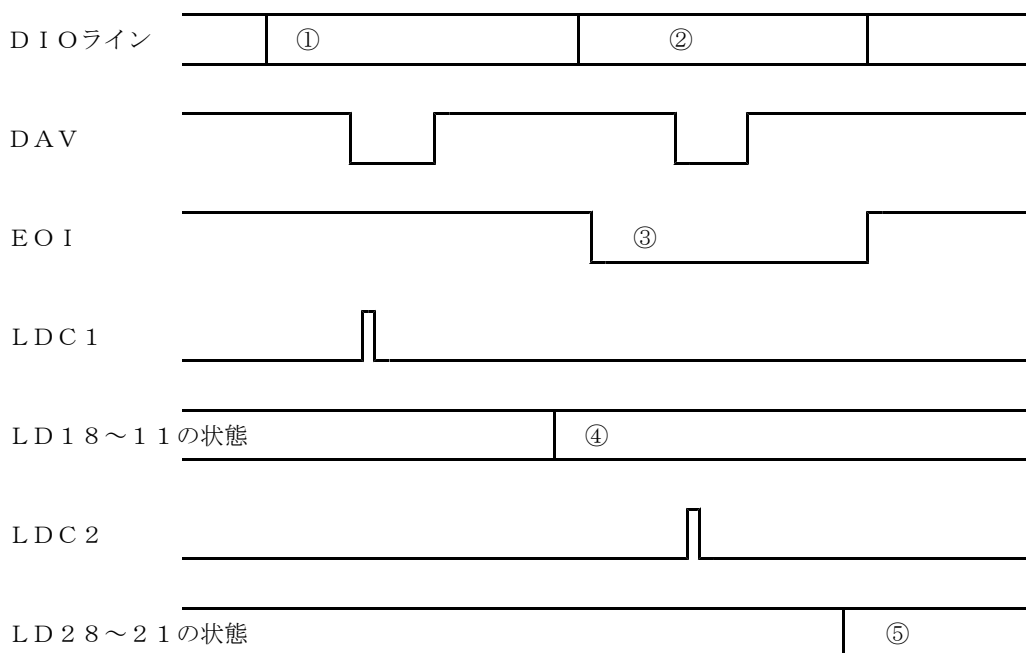 ＤＩＯライン ① ②
ＤＡＶ
ＥＯＩ ③
ＬＤＣ１
ＬＤ１８～１１の状態 ④
ＬＤＣ２
ＬＤ２８～２１の状態 ⑤